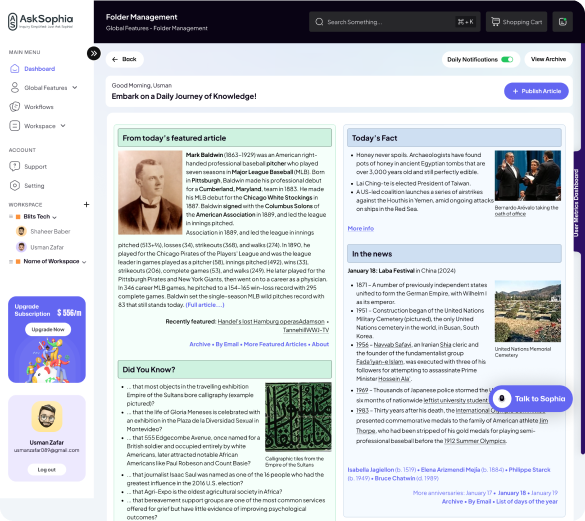 AskSophia
Folder Management
Global Features - Folder Management
Search Something...
⌘ + K
Shopping Cart
MAIN MENU
Dashboard
Global Features
Workflows
Workspace
ACCOUNT
Support
Setting
WORKSPACE
+
Blits Tech
Shaheer Baber
Usman Zafar
Nome of Workspace
Upgrade
Subscription
$ 556/m
Upgrade Now
Usman Zafar
usmanzafar089@gmail.com
Log out
Back
Daily Notifications
View Archive
Good Morning, Usman
Embark on a Daily Journey of Knowledge!
+ Publish Article
From today's featured article
Mark Baldwin (1863–1929) was an American right-
handed professional baseball pitcher who played
seven seasons in Major League Baseball (MLB). Born
in Pittsburgh, Baldwin made his professional debut
for a Cumberland, Maryland, team in 1883. He made
his MLB debut for the Chicago White Stockings in
1887. Baldwin signed with the Columbus Solons of
the American Association in 1889, and led the league
in innings pitched.
Association in 1889, and led the league in innings
pitched (513+⅔), losses (34), strikeouts (368), and walks (274). In 1890, he
played for the Chicago Pirates of the Players' League and was the league
leader in games played as a pitcher (58), innings pitched (492), wins (33),
strikeouts (206), complete games (53), and walks (249). He later played for the
Pittsburgh Pirates and New York Giants, then went on to a career as a physician.
In 346 career MLB games, he pitched to a 154–165 win–loss record with 295
complete games. Baldwin set the single-season MLB wild pitches record with
83 that still stands today. (Full article...)
Recently featured: Handel's lost Hamburg operasAdamson •
TannehillWWJ-TV
Archive • By Email • More Featured Articles • About
Did You Know?
... that most objects in the travelling exhibition
Empire of the Sultans bore calligraphy (example
pictured)?
... that the life of Gloria Meneses is celebrated with
an exhibition in the Plaza de la Diversidad Sexual in
Montevideo?
... that 555 Edgecombe Avenue, once named for a
British soldier and occupied entirely by white
Americans, later attracted notable African
Americans like Paul Robeson and Count Basie?
Calligraphic tiles from the
Empire of the Sultans
... that journalist Isaac Saul was named as one of the 16 people who had the
greatest influence in the 2016 U.S. election?
... that Agri-Expo is the oldest agricultural society in Africa?
... that bereavement support groups are one of the most common services
offered for grief but have little evidence of improving psychological
outcomes?
Today's Fact
Honey never spoils. Archaeologists have found
pots of honey in ancient Egyptian tombs that are
over 3,000 years old and still perfectly edible.
Lai Ching-te is elected President of Taiwan.
A US-led coalition launches a series of airstrikes
against the Houthis in Yemen, amid ongoing attacks
on ships in the Red Sea.
Bernardo Arévalo taking the
oath of office
More info
In the news
January 18: Laba Festival in China (2024)
1871 – A number of previously independent states
unified to form the German Empire, with Wilhelm I
as its emperor.
1951 – Construction began of the United Nations
Military Cemetery (pictured), the only United
Nations cemetery in the world, in Busan, South
Korea.
1956 – Navvab Safavi, an Iranian Shia cleric and
the founder of the fundamentalist group
Fada'iyan-e Islam, was executed with three of his
followers for attempting to assassinate Prime
Minister Hossein Ala'.
United Nations Memorial
Cemetery
1969 – Thousands of Japanese police stormed the U
six months of nationwide leftist university student
1983 – Thirty years after his death, the International
presented commemorative medals to the family of American athlete Jim
Thorpe, who had been stripped of his gold medals for playing semi-
professional baseball before the 1912 Summer Olympics.
Isabella Jagiellon (b. 1519) • Elena Arizmendi Mejía (b. 1884) • Philippe Starck
(b. 1949) • Bruce Chatwin (d. 1989)
More anniversaries: January 17 • January 18 • January 19
Archive • By Email • List of days of the year
User Metrics Dashboard
Talk to Sophia